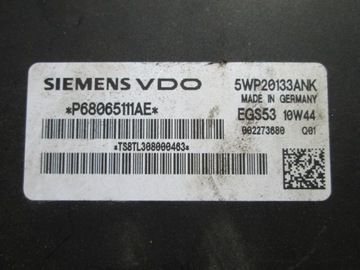 SIEMENS VDO 5WP20133ANK
MADE IN GERMANY
*P68065111AE* EGS53 10W44
002273680 Q01
*TS8TL308000463*